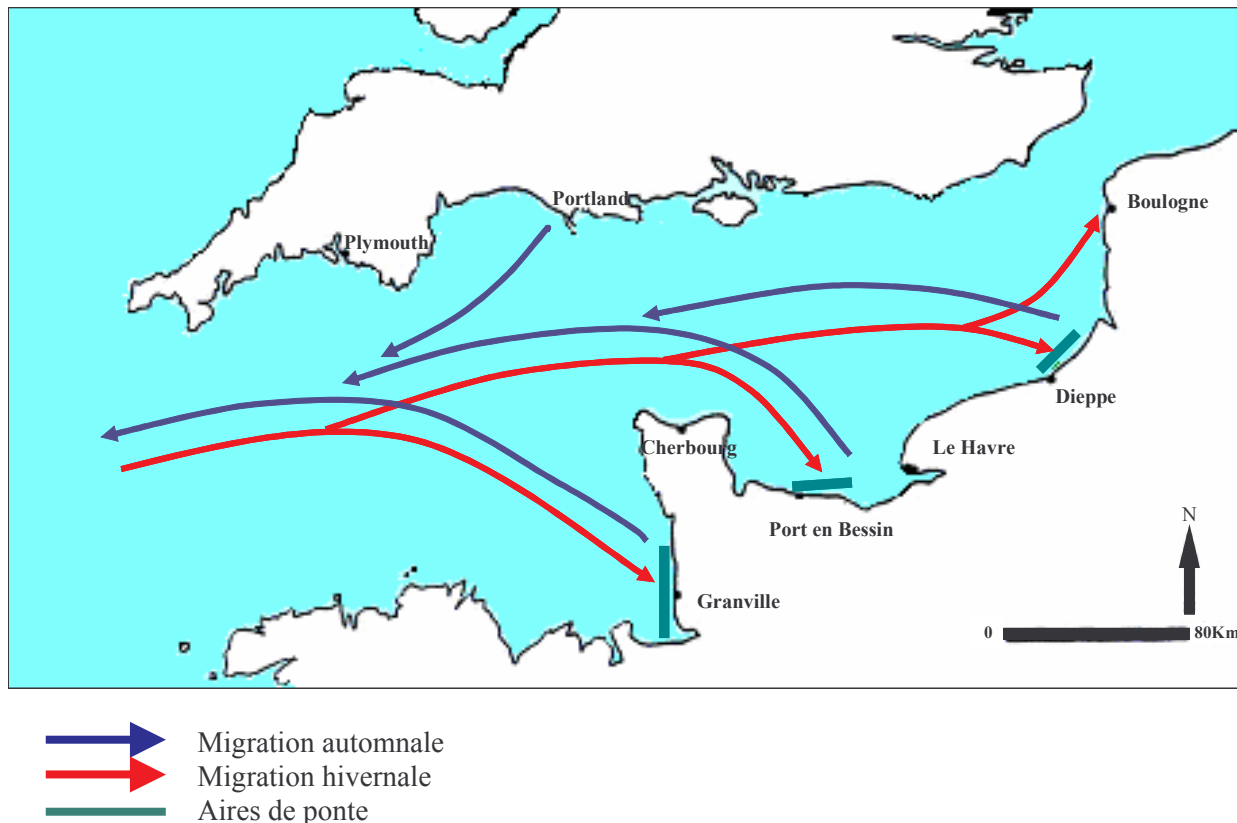 Boulogne
Portland
Plymouth
Dieppe
Cherbourg
Le Havre
Port en Bessin
N
Granville
0
80Km
Migration automnale
Migration hivernale
Aires de ponte